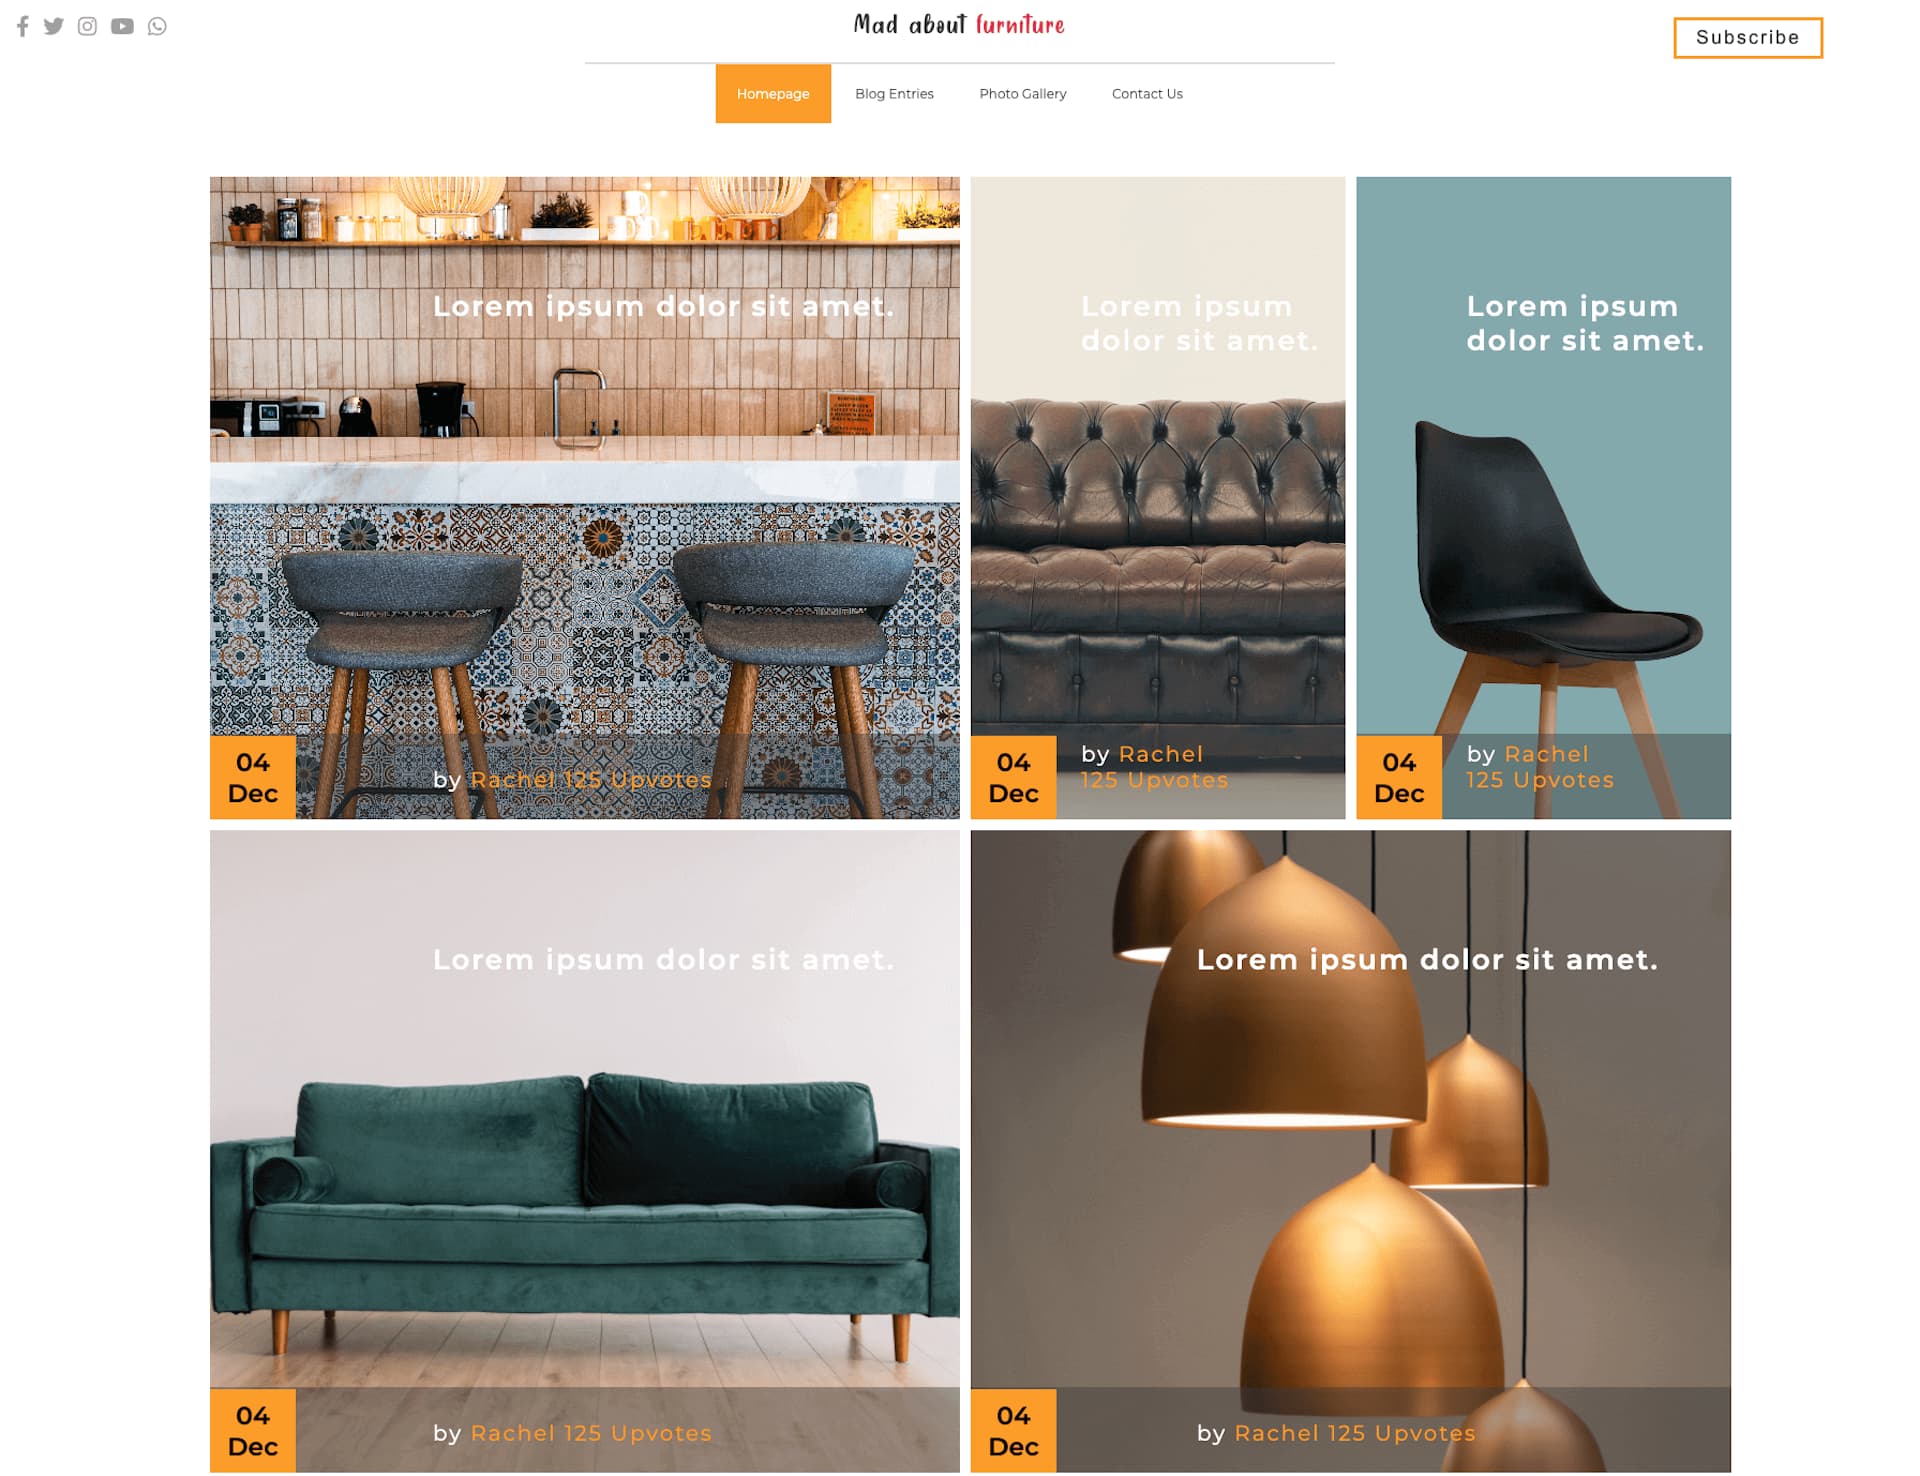 Mad about furniture
Subscribe
Homepage
Blog Entries
Photo Gallery
Contact Us
Lorem ipsum dolor sit amet.
04
Dec
by Rachel 125 Upvotes
Lorem ipsum
dolor sit amet.
04
Dec
by Rachel
125 Upvotes
Lorem ipsum
dolor sit amet.
04
Dec
by Rachel
125 Upvotes
Lorem ipsum dolor sit amet.
04
Dec
by Rachel 125 Upvotes
Lorem ipsum dolor sit amet.
04
Dec
by Rachel 125 Upvotes